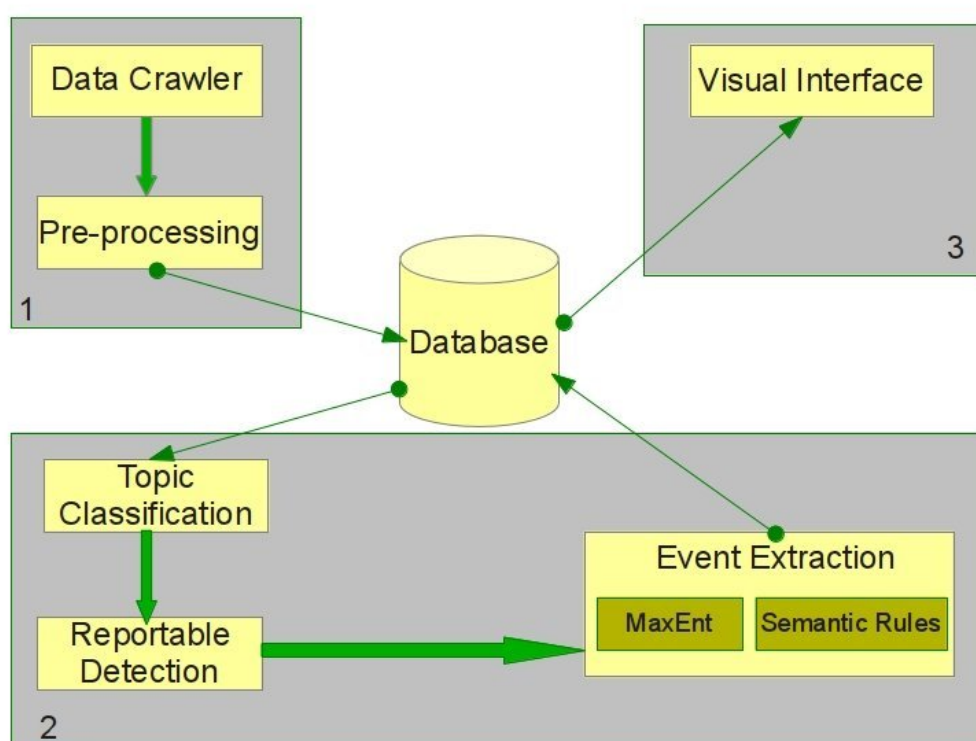 Data Crawler
Pre-processing
1
Visual Interface
3
Database
Topic
Classification
Reportable
Detection
2
Event Extraction
MaxEnt
Semantic Rules